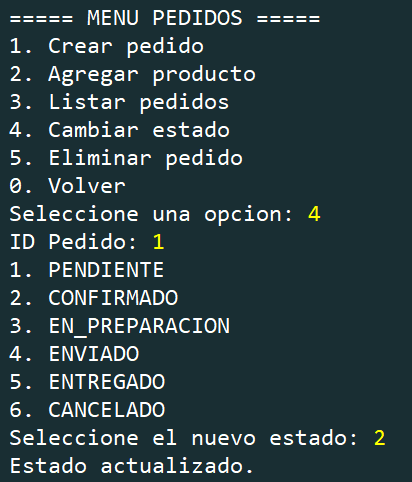 ===== MENU PEDIDOS =====
1. Crear pedido
2. Agregar producto
3. Listar pedidos
4. Cambiar estado
5. Eliminar pedido
0. Volver
Seleccione una opcion: 4
ID Pedido: 1
1. PENDIENTE
2. CONFIRMADO
3. EN_PREPARACION
4. ENVIADO
5. ENTREGADO
6. CANCELADO
Seleccione el nuevo estado: 2
Estado actualizado.